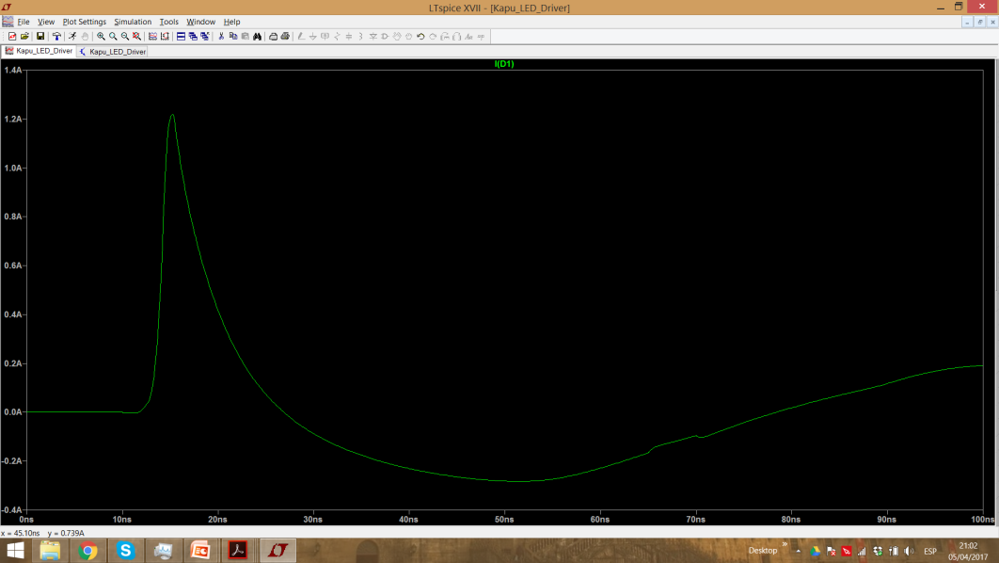 LTspice XVII - [Kapu_LED_Driver]
File View Plot Settings Simulation Tools Window Help
Kapu_LED_Driver Kapu_LED_Driver
I(D1)
1.4A
1.2A
1.0A
0.8A
0.6A
0.4A
0.2A
0.0A
-0.2A
-0.4A
0ns 10ns 20ns 30ns 40ns 50ns 60ns 70ns 80ns 90ns 100ns
x = 45.10ns y = 0.739A
Desktop » ESP 21:02
05/04/2017